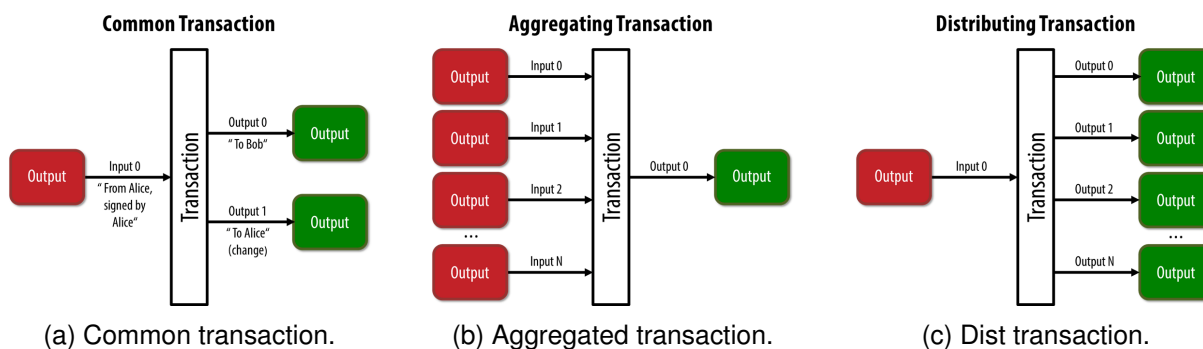 Common Transaction
Output
Input 0
" From Alice,
signed by
Alice"
Transaction
Output 0
" To Bob"
Output
Output 1
" To Alice"
(change)
Output
(a) Common transaction.
Aggregating Transaction
Output
Input 0
Output
Input 1
Output
Input 2
...
Output
Input N
Transaction
Output 0
Output
(b) Aggregated transaction.
Distributing Transaction
Output
Input 0
Transaction
Output 0
Output
Output 1
Output
Output 2
Output
...
Output N
Output
(c) Dist transaction.